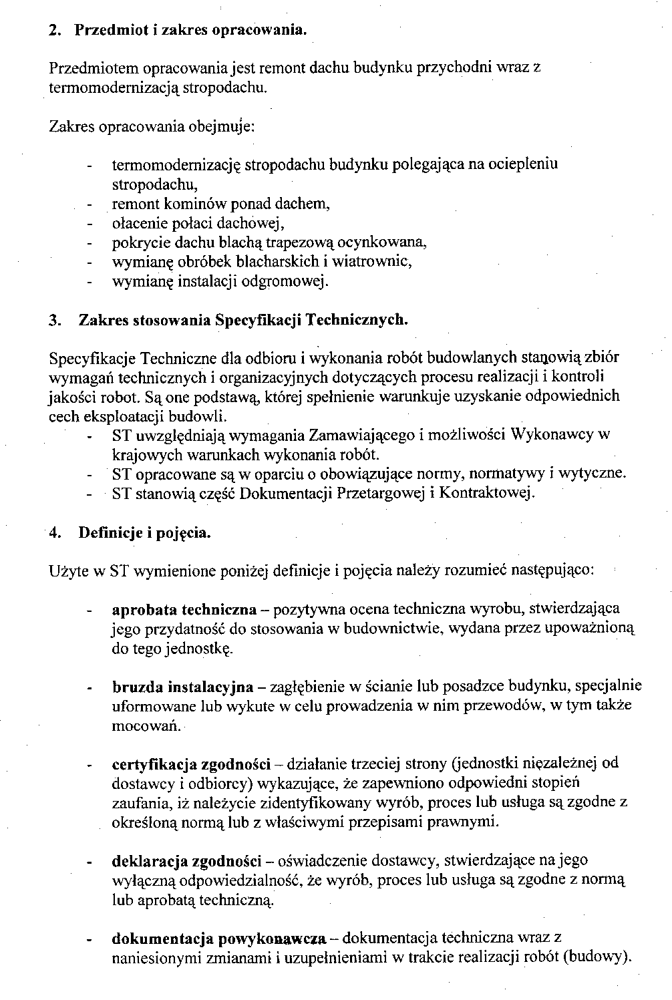 2. Przedmiot i zakres opracowania.
Przedmiotem opracowania jest remont dachu budynku przychodni wraz z
termomodernizacją stropodachu.
Zakres opracowania obejmuje:
- termomodernizację stropodachu budynku polegająca na ociepleniu
stropodachu,
- remont kominów ponad dachem,
- ołacenie połaci dachowej,
- pokrycie dachu blachą trapezową ocynkowana,
- wymianę obróbek blacharskich i wiatrownic,
- wymianę instalacji odgromowej.
3. Zakres stosowania Specyfikacji Technicznych.
Specyfikacje Techniczne dla odbioru i wykonania robót budowlanych stanowią zbiór
wymagań technicznych i organizacyjnych dotyczących procesu realizacji i kontroli
jakości robot. Są one podstawą, której spełnienie warunkuje uzyskanie odpowiednich
cech eksploatacji budowli.
- ST uwzględniają wymagania Zamawiającego i możliwości Wykonawcy w
krajowych warunkach wykonania robót.
- ST opracowane są w oparciu o obowiązujące normy, normatywy i wytyczne.
- ST stanowią część Dokumentacji Przetargowej i Kontraktowej.
4. Definicje i pojęcia.
Użyte w ST wymienione poniżej definicje i pojęcia należy rozumieć następująco:
- aprobata techniczna – pozytywna ocena techniczna wyrobu, stwierdzająca
jego przydatność do stosowania w budownictwie, wydana przez upoważnioną
do tego jednostkę.
- bruzda instalacyjna – zagłębienie w ścianie lub posadzce budynku, specjalnie
uformowane lub wykute w celu prowadzenia w nim przewodów, w tym także
mocowań.
- certyfikacja zgodności – działanie trzeciej strony (jednostki niezależnej od
dostawcy i odbiorcy) wykazujące, że zapewniono odpowiedni stopień
zaufania, iż należycie zidentyfikowany wyrób, proces lub usługa są zgodne z
określoną normą lub z właściwymi przepisami prawnymi.
- deklaracja zgodności – oświadczenie dostawcy, stwierdzające na jego
wyłączną odpowiedzialność, że wyrób, proces lub usługa są zgodne z normą
lub aprobatą techniczną.
- dokumentacja powykonawcza – dokumentacja techniczna wraz z
naniesionymi zmianami i uzupełnieniami w trakcie realizacji robót (budowy).